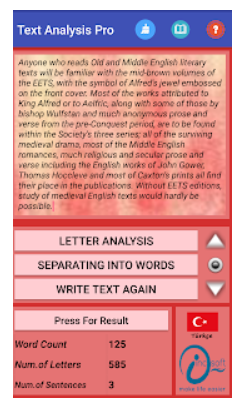 Text Analysis Pro
Anyone who reads Old and Middle English literary
texts will be familiar with the mid-brown volumes of
the EETS, with the symbol of Alfred's jewel embossed
on the front cover. Most of the works attributed to
King Alfred or to Aelfric, along with some of those by
bishop Wulfstan and much anonymous prose and
verse from the pre-Conquest period, are to be found
within the Society's three series; all of the surviving
medieval drama, most of the Middle English
romances, much religious and secular prose and
verse including the English works of John Gower,
Thomas Hoccleve and most of Caxton's prints all find
their place in the publications. Without EETS editions,
study of medieval English texts would hardly be
possible.
LETTER ANALYSIS
SEPARATING INTO WORDS
WRITE TEXT AGAIN
Press For Result
Word Count 125
Num.of Letters 585
Num.of Sentences 3
Türkçe
incisoft
make life easier